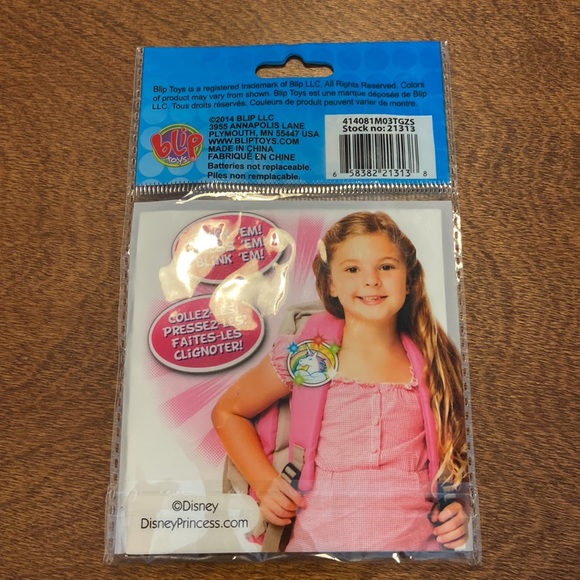 Blip Toys is a registered trademark of Blip LLC. All Rights Reserved. Colors
of product may vary from shown. Blip Toys est une marque déposée de Blip
LLC. Tous droits réservés. Couleurs de produit peuvent varier de montre.
blip
TOYS
©2014 BLIP LLC
3955 ANNAPOLIS LANE
PLYMOUTH, MN 55447 USA
WWW.BLIPTOYS.COM
MADE IN CHINA
FABRIQUÉ EN CHINE
Batteries not replaceable.
Piles non remplaçable.
414081M03TGZS
Stock no: 21313
6 58382 21313 8
'EM!
'EM!
'EM!
COLLEZ
PRESSEZ
FAITES-LES
CLIGNOTER!
©Disney
DisneyPrincess.com